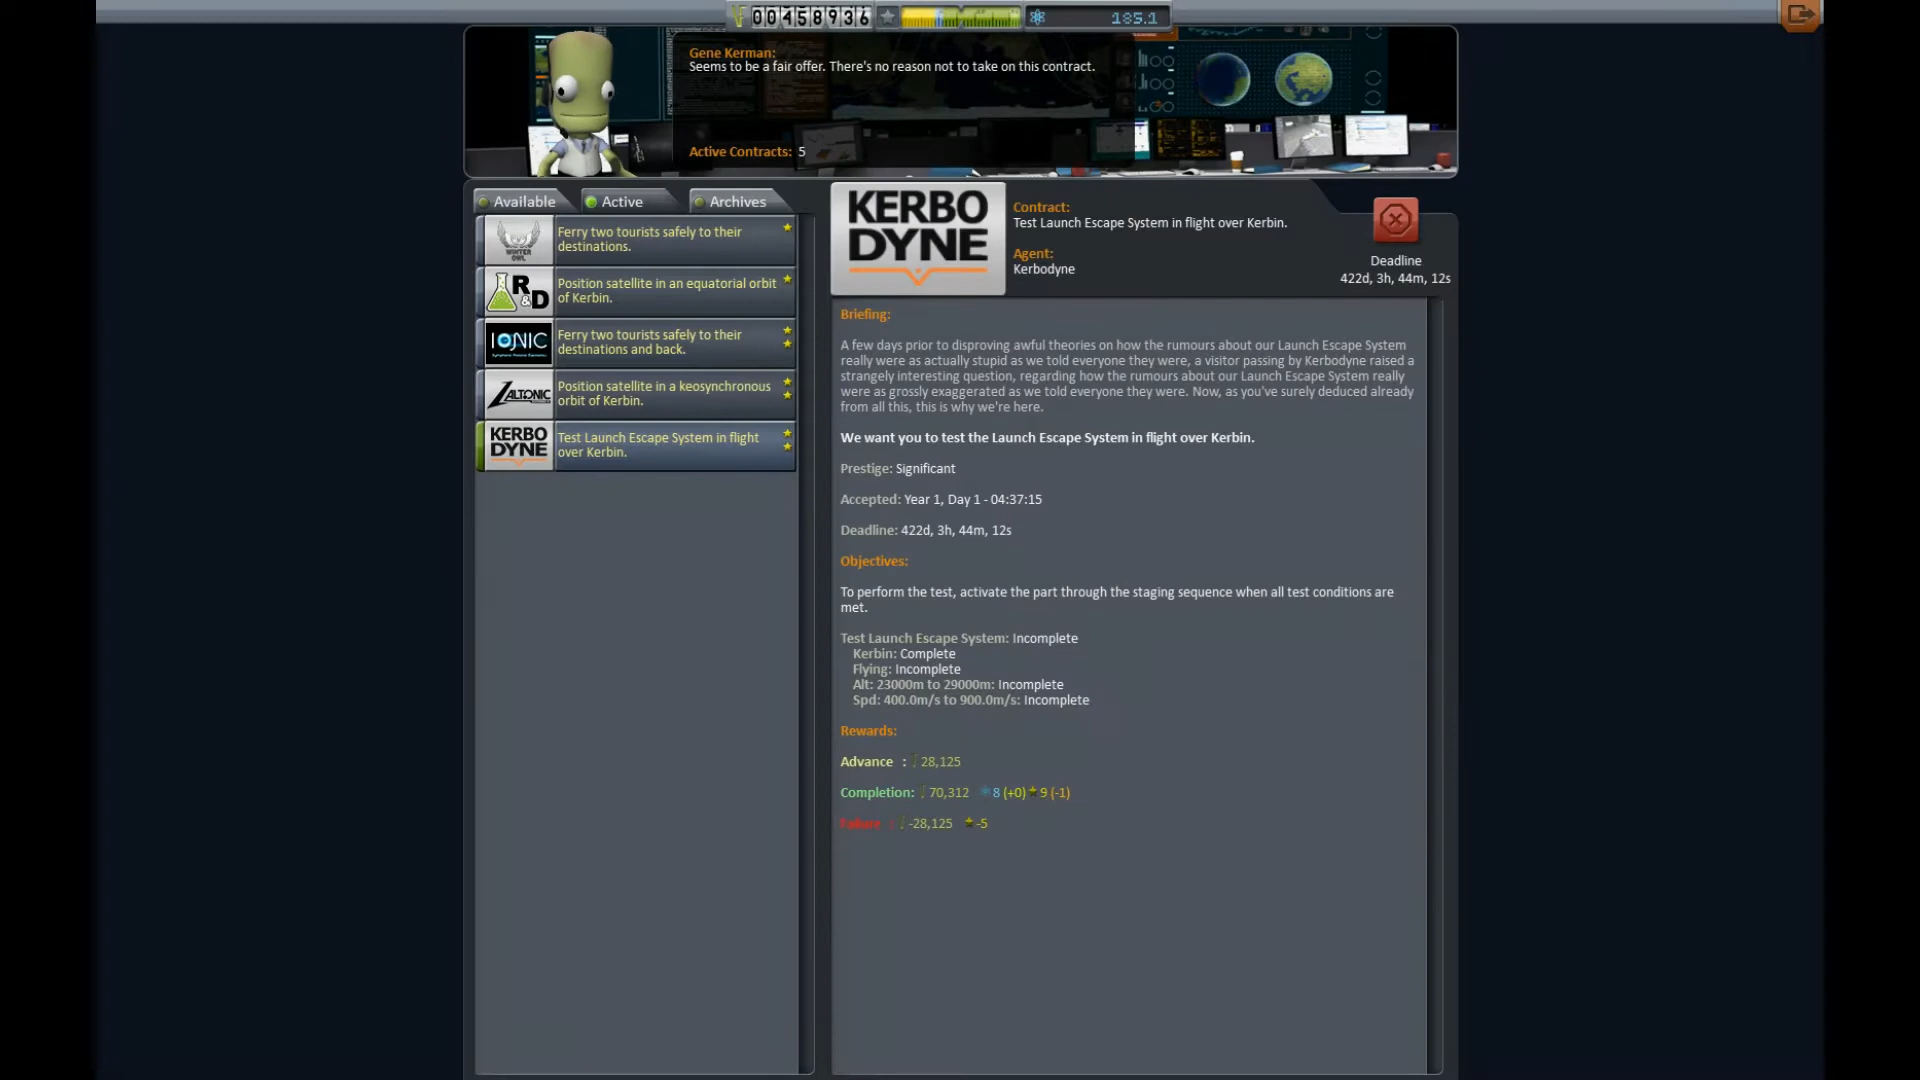 00458936
185.1
Gene Kerman:
Seems to be a fair offer. There's no reason not to take on this contract.
Active Contracts: 5
Available
Active
Archives
WINTER OWL
Ferry two tourists safely to their
destinations.
R&D
Position satellite in an equatorial orbit
of Kerbin.
IONIC
Ferry two tourists safely to their
destinations and back.
ZALTONIC
Position satellite in a keosynchronous
orbit of Kerbin.
KERBO
DYNE
Test Launch Escape System in flight
over Kerbin.
KERBO
DYNE
Contract:
Test Launch Escape System in flight over Kerbin.
Agent:
Kerbodyne
Deadline
422d, 3h, 44m, 12s
Briefing:
A few days prior to disproving awful theories on how the rumours about our Launch Escape System
really were as actually stupid as we told everyone they were, a visitor passing by Kerbodyne raised a
strangely interesting question, regarding how the rumours about our Launch Escape System really
were as grossly exaggerated as we told everyone they were. Now, as you've surely deduced already
from all this, this is why we're here.
We want you to test the Launch Escape System in flight over Kerbin.
Prestige: Significant
Accepted: Year 1, Day 1 - 04:37:15
Deadline: 422d, 3h, 44m, 12s
Objectives:
To perform the test, activate the part through the staging sequence when all test conditions are
met.
Test Launch Escape System: Incomplete
Kerbin: Complete
Flying: Incomplete
Alt: 23000m to 29000m: Incomplete
Spd: 400.0m/s to 900.0m/s: Incomplete
Rewards:
Advance : 28,125
Completion: 70,312 8 (+0) 9 (-1)
Failure : -28,125 -5